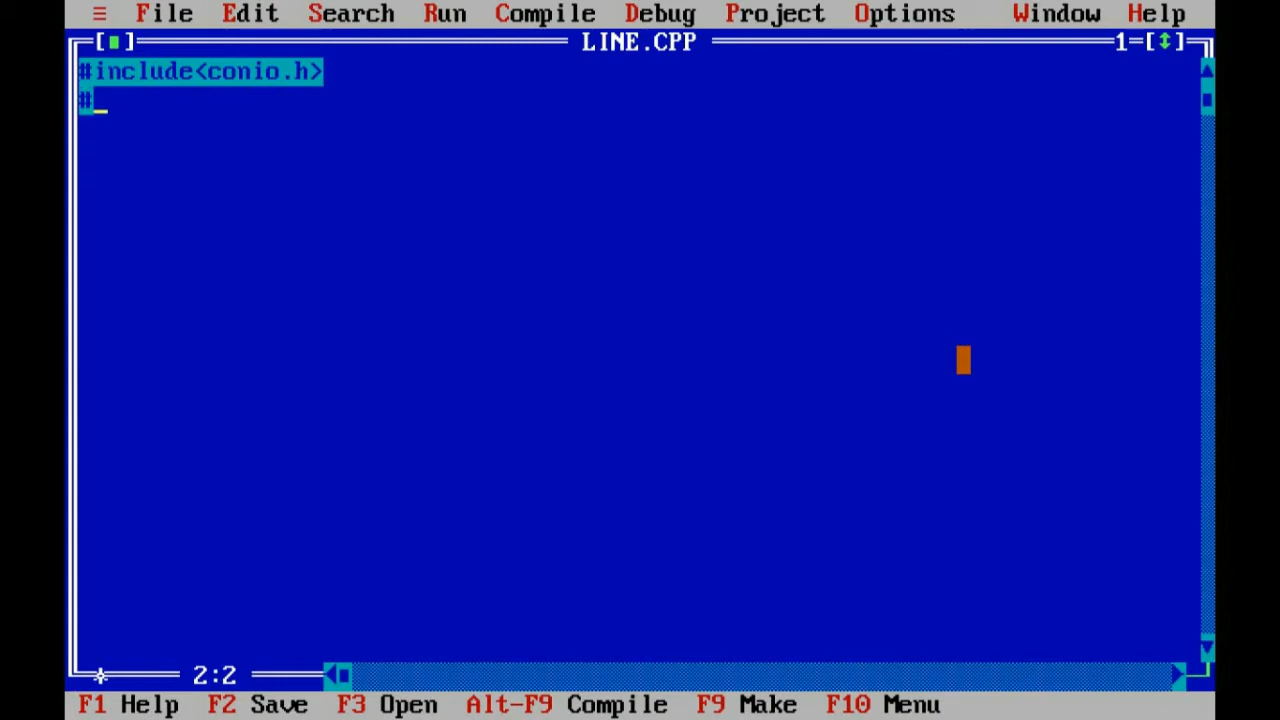 ≡ File Edit Search Run Compile Debug Project Options Window Help
[■] LINE.CPP 1=[↕]
#include<conio.h>
#_
* 2:2
F1 Help F2 Save F3 Open Alt-F9 Compile F9 Make F10 Menu